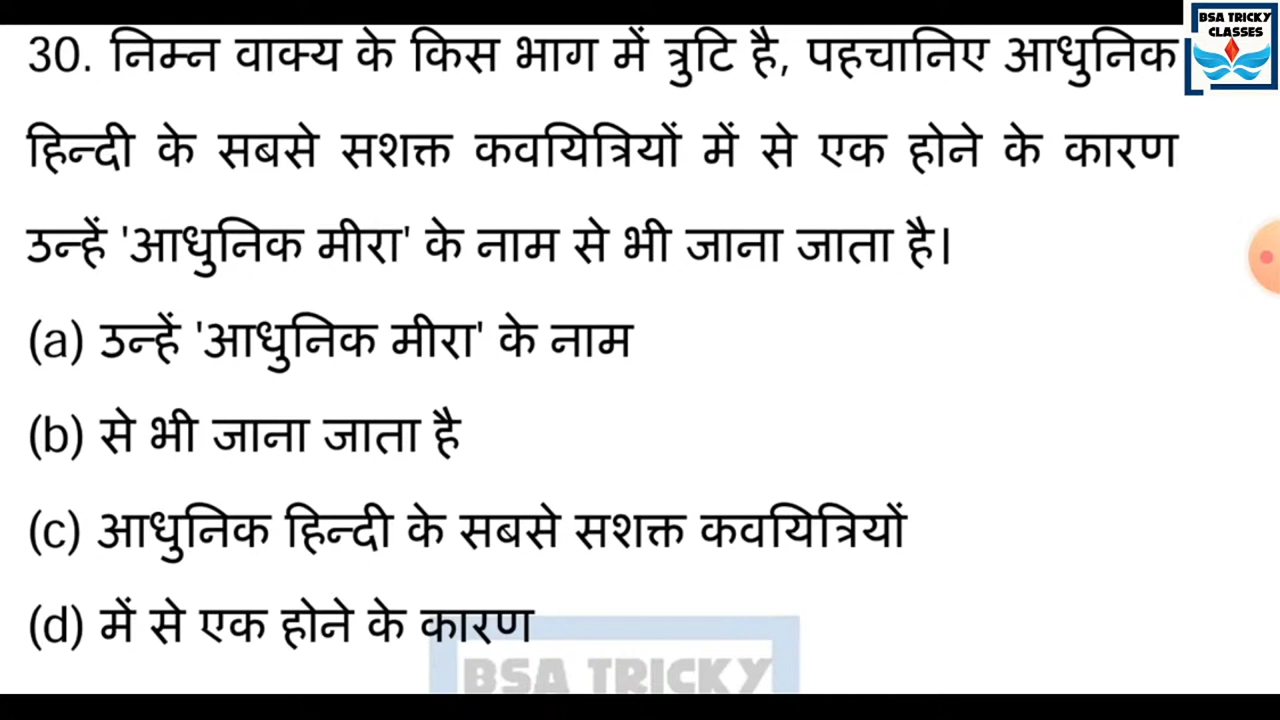 BSA TRICKY
CLASSES
30. निम्न वाक्य के किस भाग में त्रुटि है, पहचानिए आधुनिक
हिन्दी के सबसे सशक्त कवयित्रियों में से एक होने के कारण
उन्हें 'आधुनिक मीरा' के नाम से भी जाना जाता है।
(a) उन्हें 'आधुनिक मीरा' के नाम
(b) से भी जाना जाता है
(c) आधुनिक हिन्दी के सबसे सशक्त कवयित्रियों
(d) में से एक होने के कारण
BSA TRICKY